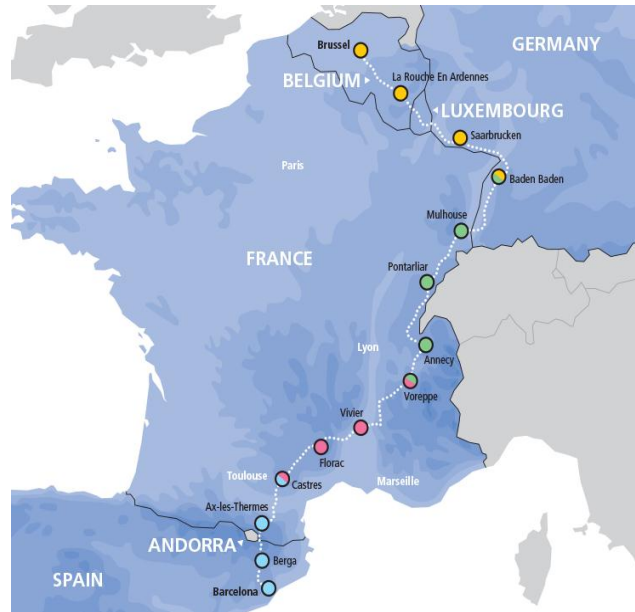 Brussel
GERMANY
La Rouche En Ardennes
BELGIUM
LUXEMBOURG
Saarbrucken
Paris
Baden Baden
Mulhouse
FRANCE
Pontarliar
Lyon
Annecy
Voreppe
Vivier
Florac
Toulouse
Castres
Marseille
Ax-les-Thermes
ANDORRA
Berga
SPAIN
Barcelona